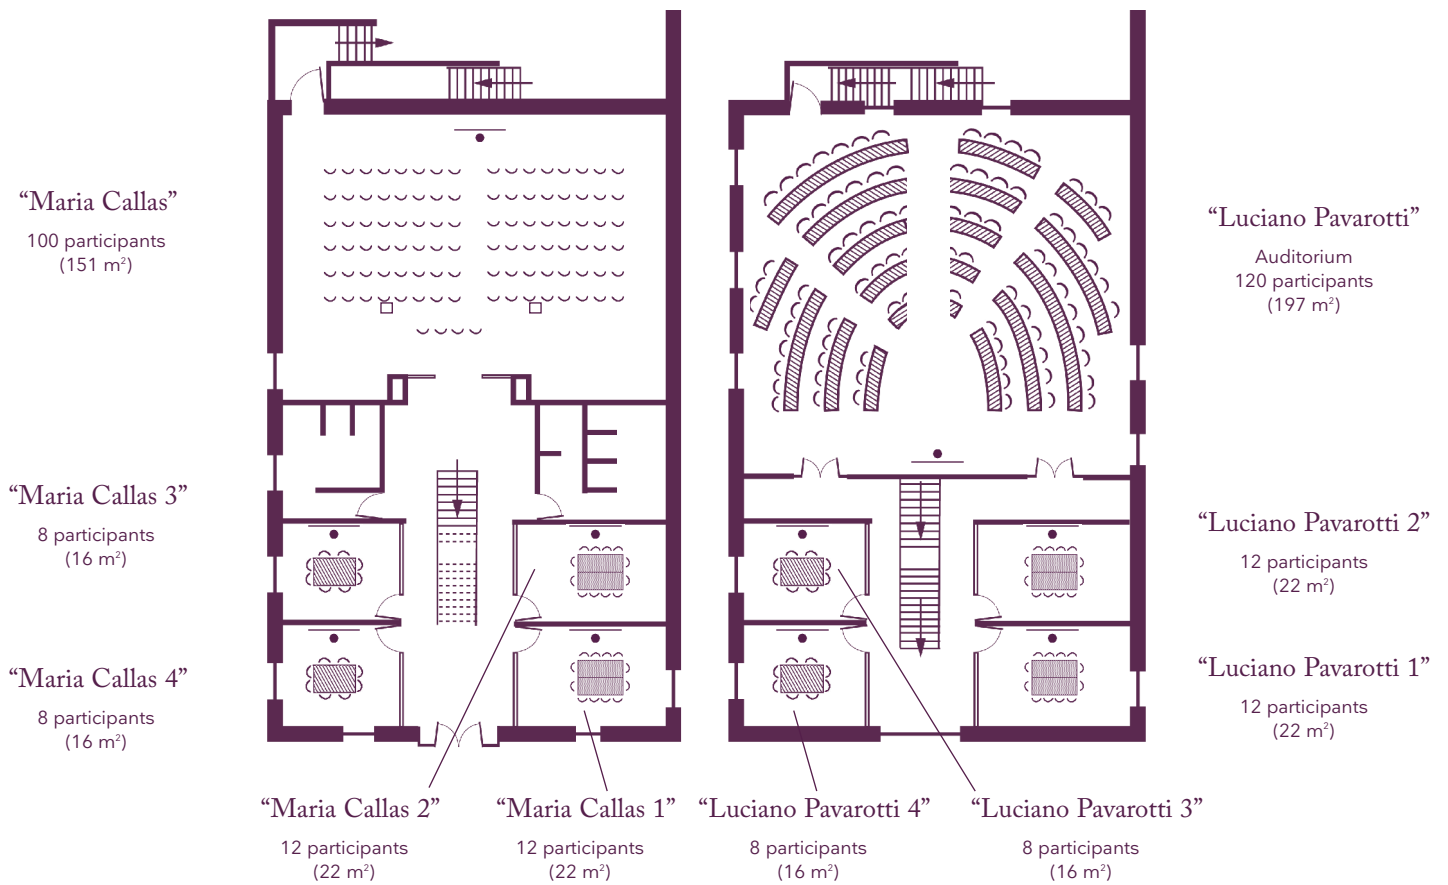 “Maria Callas”
100 participants
(151 m²)
“Maria Callas 3”
8 participants
(16 m²)
“Maria Callas 4”
8 participants
(16 m²)
“Maria Callas 2”
12 participants
(22 m²)
“Maria Callas 1”
12 participants
(22 m²)
“Luciano Pavarotti 4”
8 participants
(16 m²)
“Luciano Pavarotti 3”
8 participants
(16 m²)
“Luciano Pavarotti”
Auditorium
120 participants
(197 m²)
“Luciano Pavarotti 2”
12 participants
(22 m²)
“Luciano Pavarotti 1”
12 participants
(22 m²)